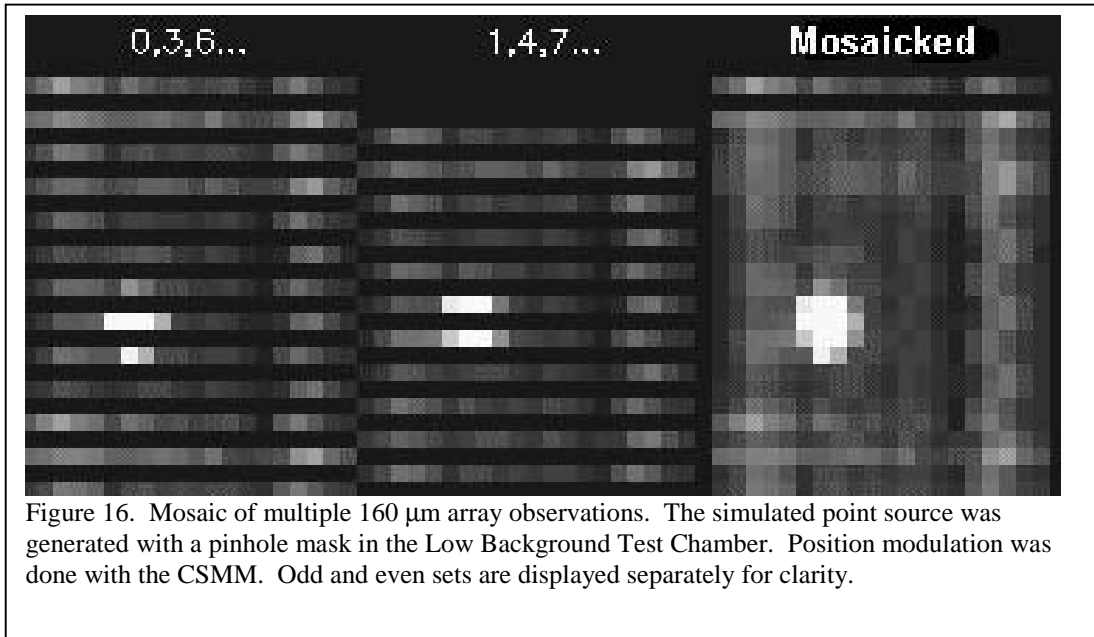 0,3,6...
1,4,7...
Mosaicked
Figure 16.  Mosaic of multiple 160 µm array observations.  The simulated point source was
generated with a pinhole mask in the Low Background Test Chamber.  Position modulation was
done with the CSMM.  Odd and even sets are displayed separately for clarity.